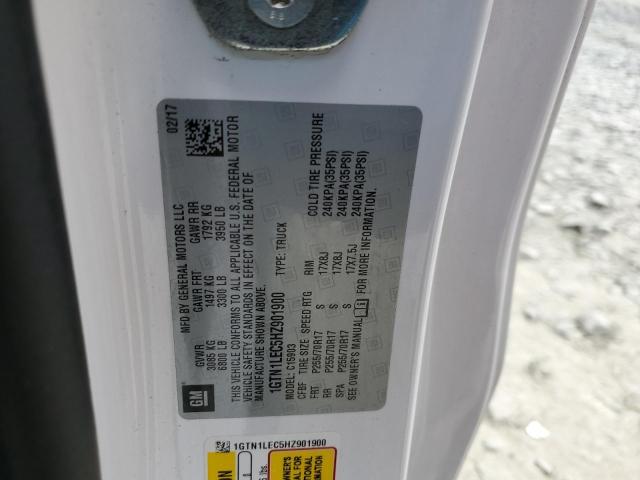 02/17
MFD BY GENERAL MOTORS LLC
GVWR GAWR FRT GAWR RR
3085 KG 1497 KG 1792 KG
6800 LB 3300 LB 3950 LB
THIS VEHICLE CONFORMS TO ALL APPLICABLE U.S. FEDERAL MOTOR
VEHICLE SAFETY STANDARDS IN EFFECT ON THE DATE OF
MANUFACTURE SHOWN ABOVE.
1GTN1LEC5HZ901900 TYPE: TRUCK
MODEL: C15903
CFBF TIRE SIZE SPEED RTG RIM COLD TIRE PRESSURE
FRT P255/70R17 S 17X8J 240KPA(35PSI)
RR P255/70R17 S 17X8J 240KPA(35PSI)
SPA P255/70R17 S 17X7.5J 240KPA(35PSI)
SEE OWNER'S MANUAL FOR MORE INFORMATION.
GM
1GTN1LEC5HZ901900